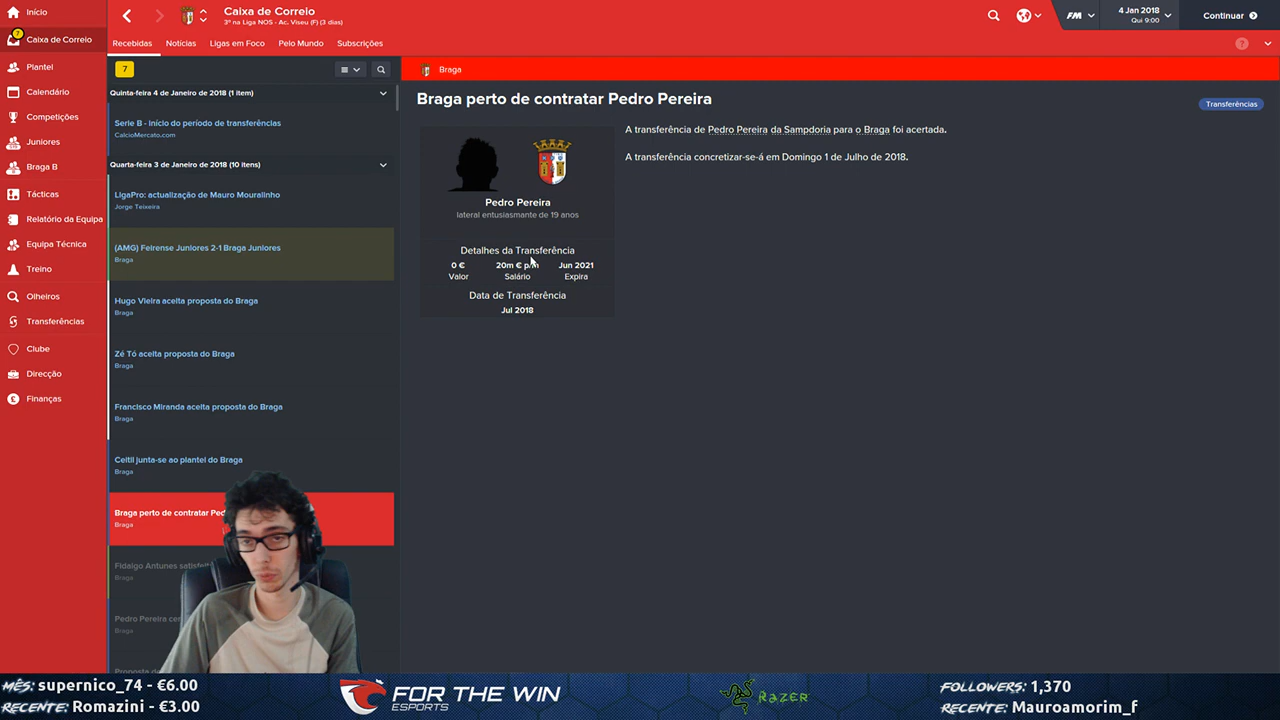 Início
Caixa de Correio
7
Plantel
Calendário
Competições
Juniores
Braga B
Tácticas
Relatório da Equipa
Equipa Técnica
Treino
Olheiros
Transferências
Clube
Direcção
Finanças
Caixa de Correio
3º na Liga NOS - Ac. Viseu (F) (3 dias)
FM
4 Jan 2018
Qui 9:00
Continuar
Recebidas
Notícias
Ligas em Foco
Pelo Mundo
Subscrições
7
Quinta-feira 4 de Janeiro de 2018 (1 item)
Serie B - Início do período de transferências
CalcioMercato.com
Quarta-feira 3 de Janeiro de 2018 (10 itens)
LigaPro: actualização de Mauro Mouralinho
Jorge Teixeira
(AMG) Feirense Juniores 2-1 Braga Juniores
Braga
Hugo Vieira aceita proposta do Braga
Braga
Zé Tó aceita proposta do Braga
Braga
Francisco Miranda aceita proposta do Braga
Braga
Ceitil junta-se ao plantel do Braga
Braga
Braga perto de contratar Ped
Braga
Fidalgo Antunes
Braga
Pedro Pereira
Braga
Braga
Braga perto de contratar Pedro Pereira
Transferências
A transferência de Pedro Pereira da Sampdoria para o Braga foi acertada.
A transferência concretizar-se-á em Domingo 1 de Julho de 2018.
Pedro Pereira
lateral entusiasmante de 19 anos
Detalhes da Transferência
0 € 20m € Jun 2021
Valor Salário Expira
Data de Transferência
Jul 2018
MÊS: supernico_74 - €6.00
RECENTE: Romazini - €3.00
FOR THE WIN
ESPORTS
RAZER
FOLLOWERS: 1,370
RECENTE: Mauroamorim_f